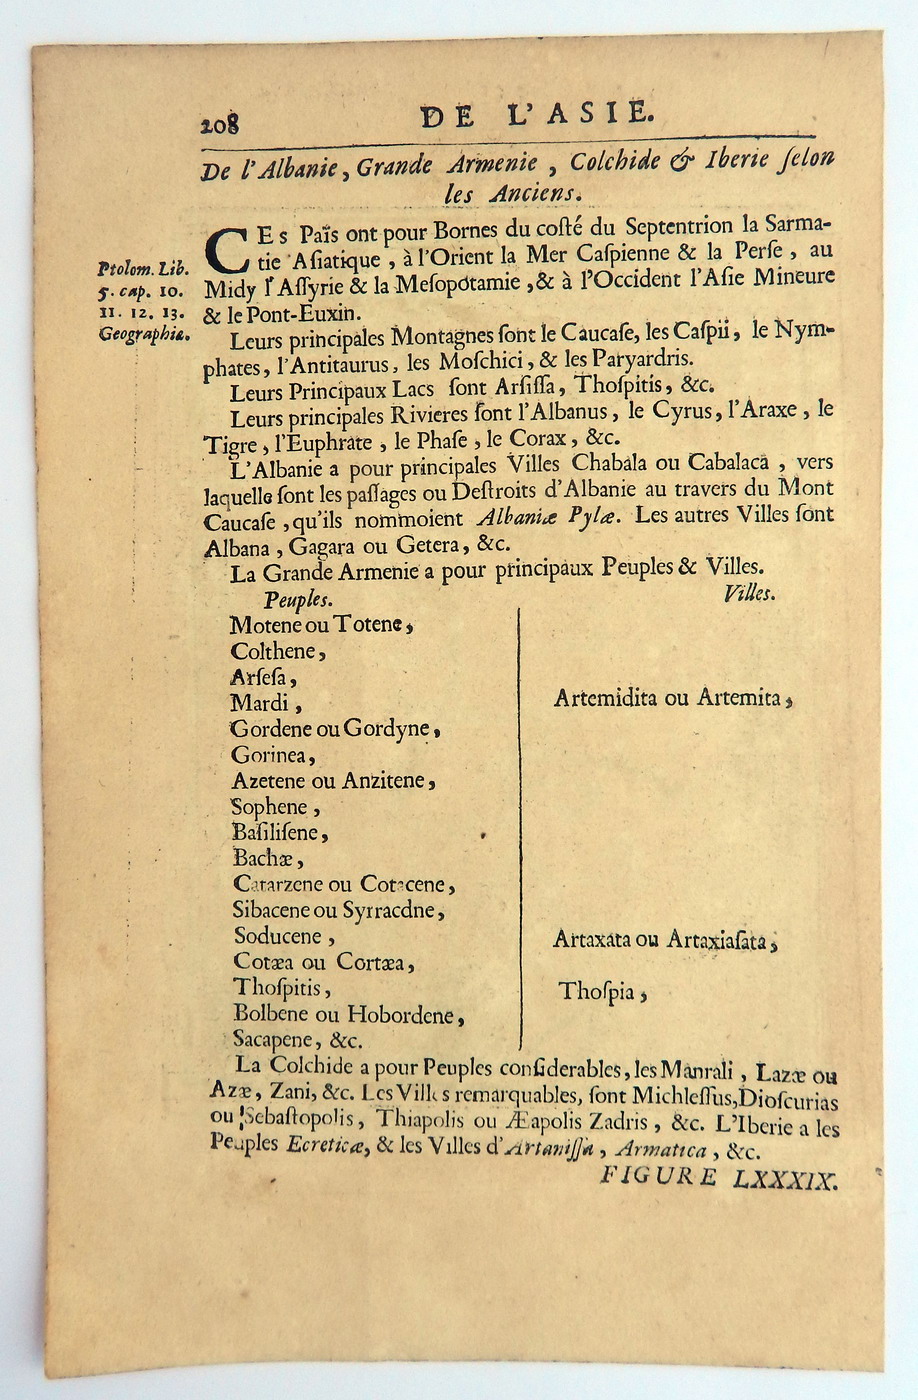 208 DE L'ASIE.
De l'Albanie, Grande Armenie, Colchide & Iberie ſelon
les Anciens.
Ptolom. Lib.
5. cap. 10.
11. 12. 13.
Geographiæ.
CEs Païs ont pour Bornes du coſté du Septentrion la Sarma-
tie Aſiatique, à l'Orient la Mer Caſpienne & la Perſe, au
Midy l'Aſſyrie & la Meſopotamie, & à l'Occident l'Aſie Mineure
& le Pont-Euxin.
Leurs principales Montagnes ſont le Caucaſe, les Caſpii, le Nym-
phates, l'Antitaurus, les Moſchici, & les Paryardris.
Leurs Principaux Lacs ſont Arſiſſa, Thoſpitis, &c.
Leurs principales Rivieres ſont l'Albanus, le Cyrus, l'Araxe, le
Tigre, l'Euphrate, le Phaſe, le Corax, &c.
L'Albanie a pour principales Villes Chabala ou Cabalaca, vers
laquelle ſont les paſſages ou Deſtroits d'Albanie au travers du Mont
Caucaſe, qu'ils nommoient Albaniæ Pylæ. Les autres Villes ſont
Albana, Gagara ou Getera, &c.
La Grande Armenie a pour principaux Peuples & Villes.
Peuples. Villes.
Motene ou Totene,
Colthene,
Arſeſa,
Mardi, Artemidita ou Artemita,
Gordene ou Gordyne,
Gorinea,
Azetene ou Anzitene,
Sophene,
Baſiliſene,
Bachæ,
Catarzene ou Cotacene,
Sibacene ou Syrracdne,
Soducene, Artaxata ou Artaxiaſata,
Cotæa ou Cortæa,
Thoſpitis, Thoſpia,
Bolbene ou Hobordene,
Sacapene, &c.
La Colchide a pour Peuples conſiderables, les Manrali, Lazæ ou
Azæ, Zani, &c. Les Villes remarquables, ſont Michleſſus, Dioſcurias
ou Sebaſtopolis, Thiapolis ou Æapolis Zadris, &c. L'Iberie a les
Peuples Ecreticæ, & les Villes d'Artaniſſa, Armatica, &c.
FIGURE LXXXIX.